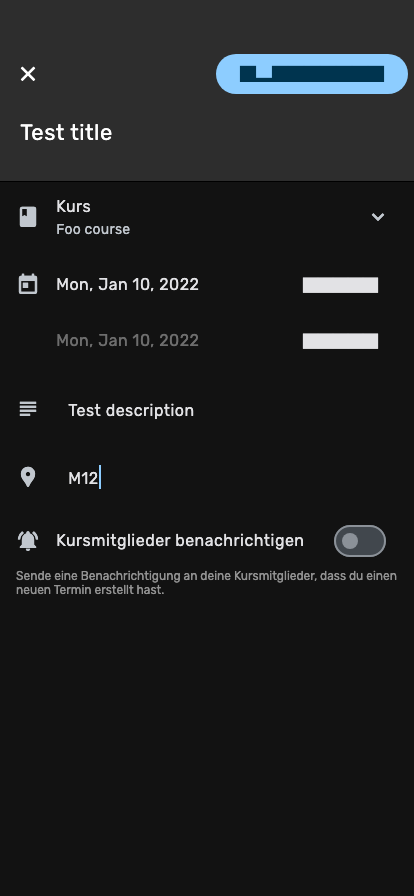 Test title
Kurs
Foo course
Mon, Jan 10, 2022
Mon, Jan 10, 2022
Test description
M12
Kursmitglieder benachrichtigen
Sende eine Benachrichtigung an deine Kursmitglieder, dass du einen
neuen Termin erstellt hast.